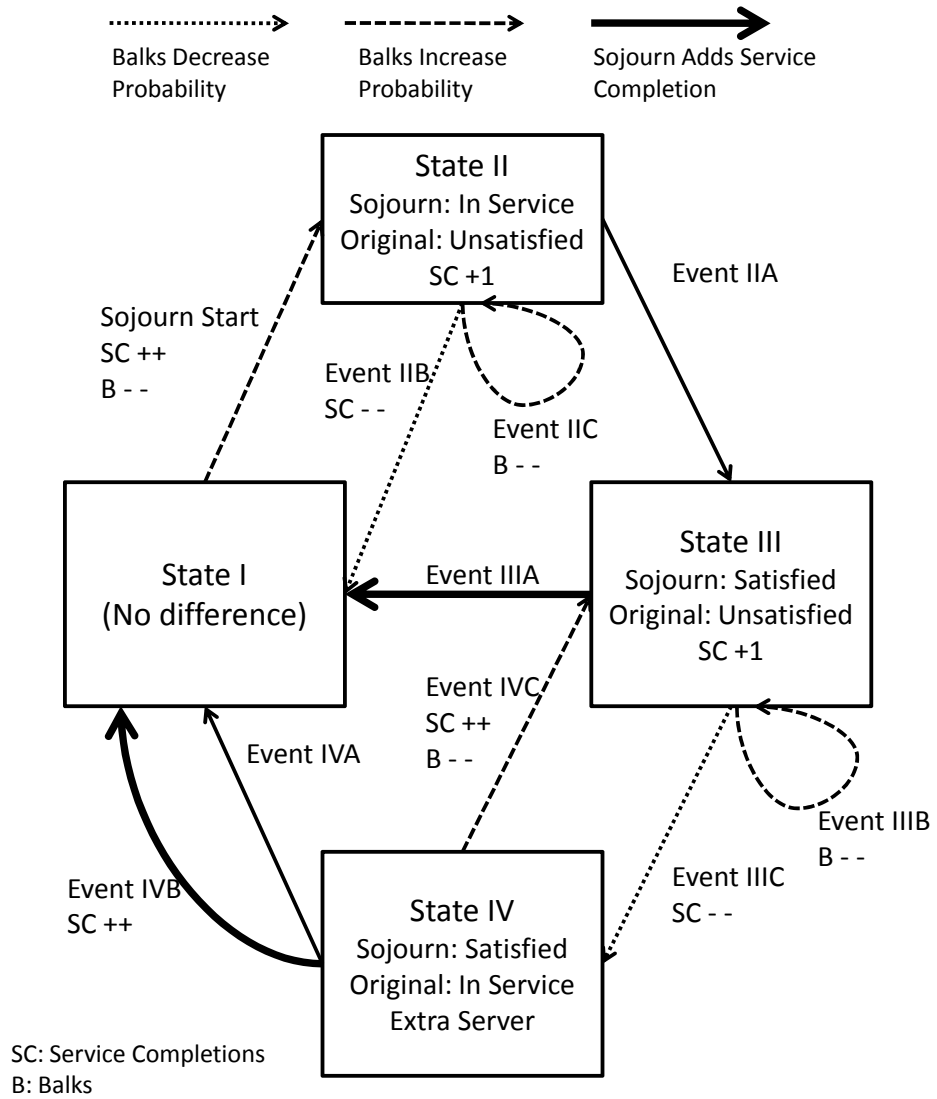 Balks Decrease
Probability
Balks Increase
Probability
Sojourn Adds Service
Completion
State II
Sojourn: In Service
Original: Unsatisfied
SC +1
Event IIA
Sojourn Start
SC ++
B - -
Event IIB
SC - -
Event IIC
B - -
State I
(No difference)
Event IIIA
State III
Sojourn: Satisfied
Original: Unsatisfied
SC +1
Event IVC
SC ++
B - -
Event IVA
Event IIIB
B - -
Event IVB
SC ++
Event IIIC
SC - -
State IV
Sojourn: Satisfied
Original: In Service
Extra Server
SC: Service Completions
B: Balks